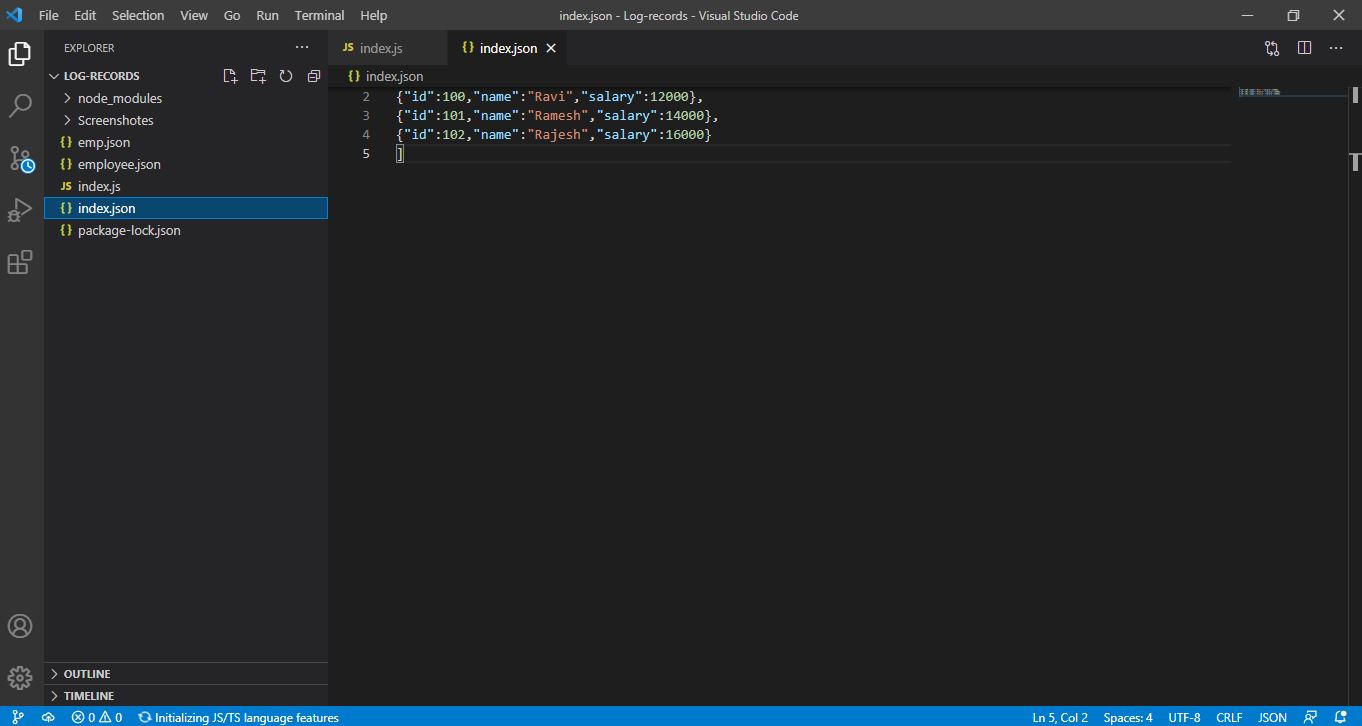 File Edit Selection View Go Run Terminal Help index.json - Log-records - Visual Studio Code
EXPLORER
LOG-RECORDS
node_modules
Screenshotes
{} emp.json
{} employee.json
JS index.js
{} index.json
{} package-lock.json
OUTLINE
TIMELINE
JS index.js {} index.json
{} index.json
2 {"id":100,"name":"Ravi","salary":12000},
3 {"id":101,"name":"Ramesh","salary":14000},
4 {"id":102,"name":"Rajesh","salary":16000}
5 ]
0 0 Initializing JS/TS language features Ln 5, Col 2 Spaces: 4 UTF-8 CRLF JSON